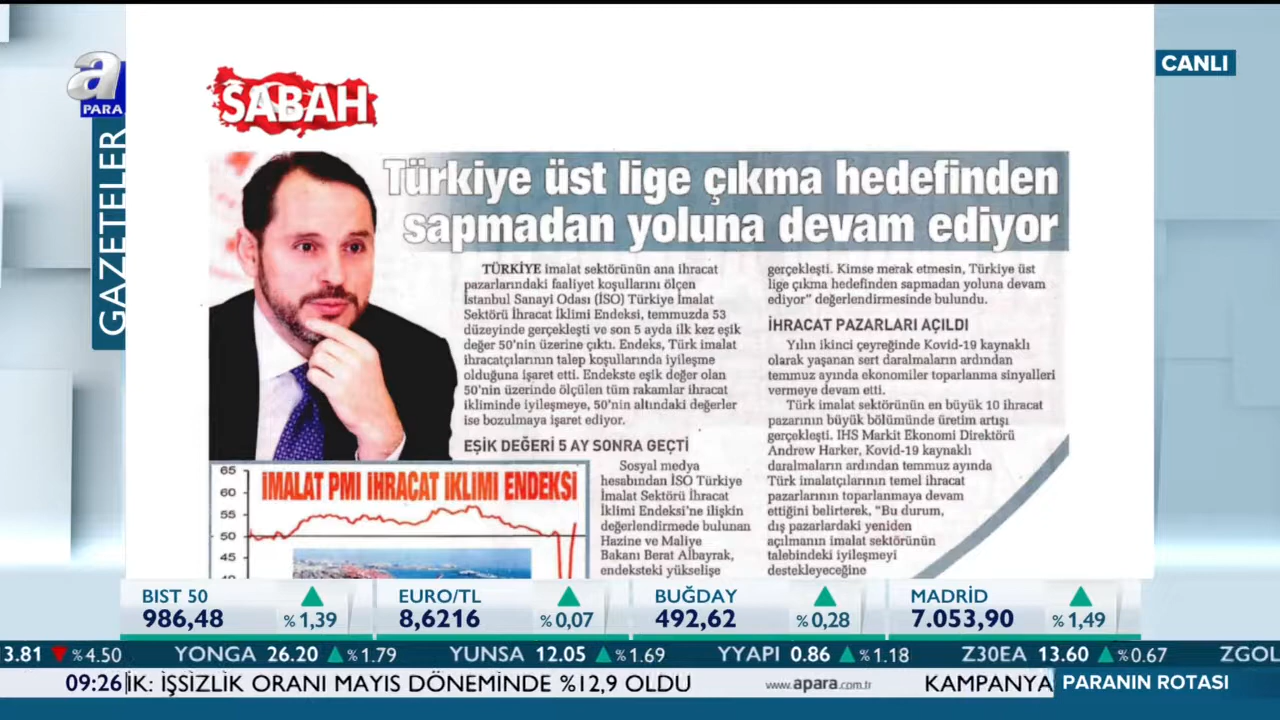 a
PARA
GAZETELER
CANLI
SABAH
Türkiye üst lige çıkma hedefinden
sapmadan yoluna devam ediyor
TÜRKİYE imalat sektörünün ana ihracat
pazarlarındaki faaliyet koşullarını ölçen
İstanbul Sanayi Odası (İSO) Türkiye İmalat
Sektörü İhracat İklimi Endeksi, temmuzda 53
düzeyinde gerçekleşti ve son 5 ayda ilk kez eşik
değer 50'nin üzerine çıktı. Endeks, Türk imalat
ihracatçılarının talep koşullarında iyileşme
olduğuna işaret etti. Endekste eşik değer olan
50'nin üzerinde ölçülen tüm rakamlar ihracat
ikliminde iyileşmeye, 50'nin altındaki değerler
ise bozulmaya işaret ediyor.
EŞİK DEĞERİ 5 AY SONRA GEÇTİ
Sosyal medya
hesabından İSO Türkiye
İmalat Sektörü İhracat
İklimi Endeksi'ne ilişkin
değerlendirmede bulunan
Hazine ve Maliye
Bakanı Berat Albayrak,
endeksteki yükselişe
gerçekleşti. Kimse merak etmesin, Türkiye üst
lige çıkma hedefinden sapmadan yoluna devam
ediyor" değerlendirmesinde bulundu.
İHRACAT PAZARLARI AÇILDI
Yılın ikinci çeyreğinde Kovid-19 kaynaklı
olarak yaşanan sert daralmaların ardından
temmuz ayında ekonomiler toparlanma sinyalleri
vermeye devam etti.
Türk imalat sektörünün en büyük 10 ihracat
pazarının büyük bölümünde üretim artışı
gerçekleşti. IHS Markit Ekonomi Direktörü
Andrew Harker, Kovid-19 kaynaklı
daralmaların ardından temmuz ayında
Türk imalatçılarının temel ihracat
pazarlarının toparlanmaya devam
ettiğini belirterek, "Bu durum,
dış pazarlardaki yeniden
açılmanın imalat sektörünün
talebindeki iyileşmeyi
destekleyeceğine
İMALAT PMI İHRACAT İKLİMİ ENDEKSİ
65
60
55
50
45
BIST 50 986,48 % 1,39
EURO/TL 8,6216 % 0,07
BUĞDAY 492,62 % 0,28
MADRİD 7.053,90 % 1,49
3.81 %4.50 YONGA 26.20 %1.79 YUNSA 12.05 %1.69 YYAPI 0.86 %1.18 Z30EA 13.60 %0.67 ZGOL
09:26 İK: İŞSİZLİK ORANI MAYIS DÖNEMİNDE %12,9 OLDU www.apara.com.tr KAMPANYA PARANIN ROTASI